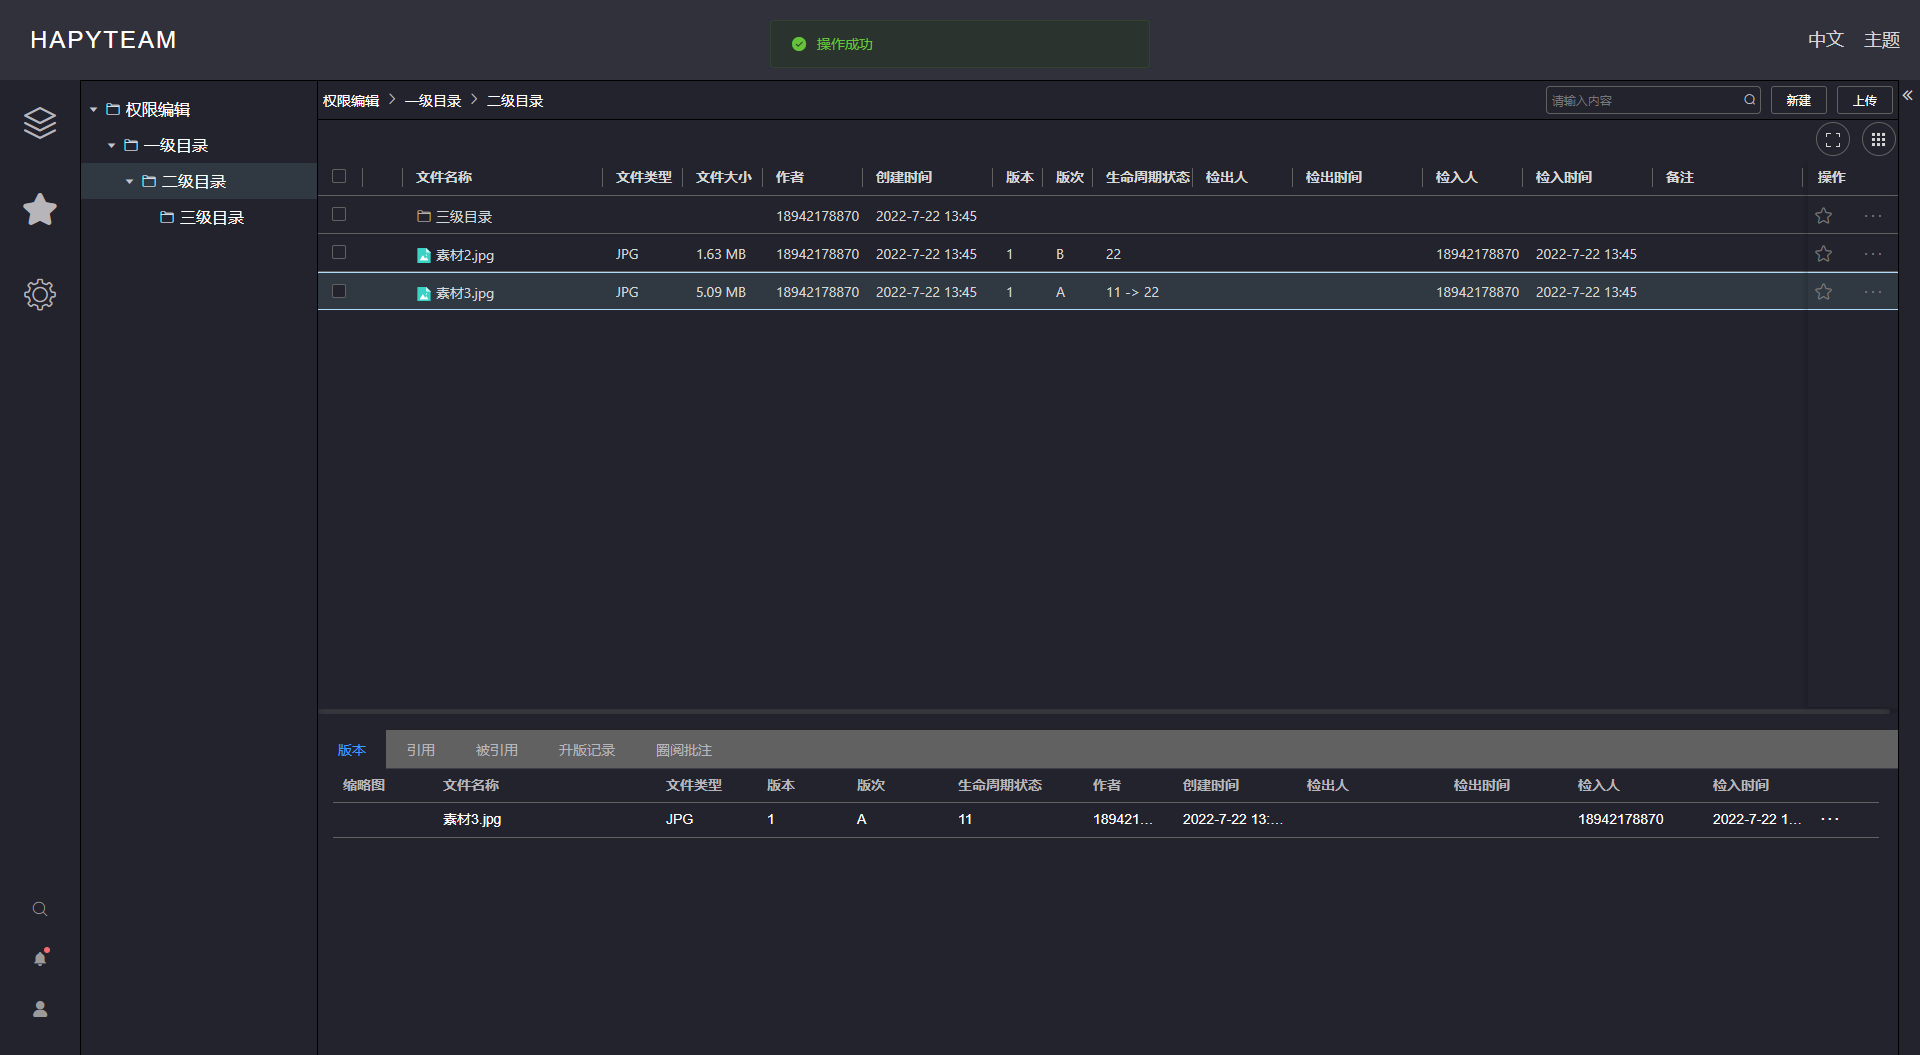 HAPYTEAM
操作成功
中文 主题
权限编辑
一级目录
二级目录
三级目录
权限编辑 > 一级目录 > 二级目录
请输入内容 新建 上传
文件名称 文件类型 文件大小 作者 创建时间 版本 版次 生命周期状态 检出人 检出时间 检入人 检入时间 备注 操作
三级目录 18942178870 2022-7-22 13:45 ...
素材2.jpg JPG 1.63 MB 18942178870 2022-7-22 13:45 1 B 22 18942178870 2022-7-22 13:45 ...
素材3.jpg JPG 5.09 MB 18942178870 2022-7-22 13:45 1 A 11 -> 22 18942178870 2022-7-22 13:45 ...
版本 引用 被引用 升版记录 圈阅批注
缩略图 文件名称 文件类型 版本 版次 生命周期状态 作者 创建时间 检出人 检出时间 检入人 检入时间
素材3.jpg JPG 1 A 11 189421... 2022-7-22 13:... 18942178870 2022-7-22 1... ...